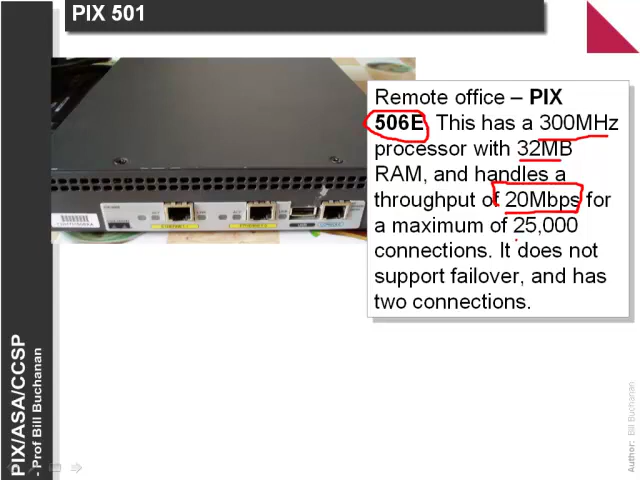 PIX 501
Remote office – PIX
506E. This has a 300MHz
processor with 32MB
RAM, and handles a
throughput of 20Mbps for
a maximum of 25,000
connections. It does not
support failover, and has
two connections.
PIX/ASA/CCSP
- Prof Bill Buchanan
Author: Bill Buchanan